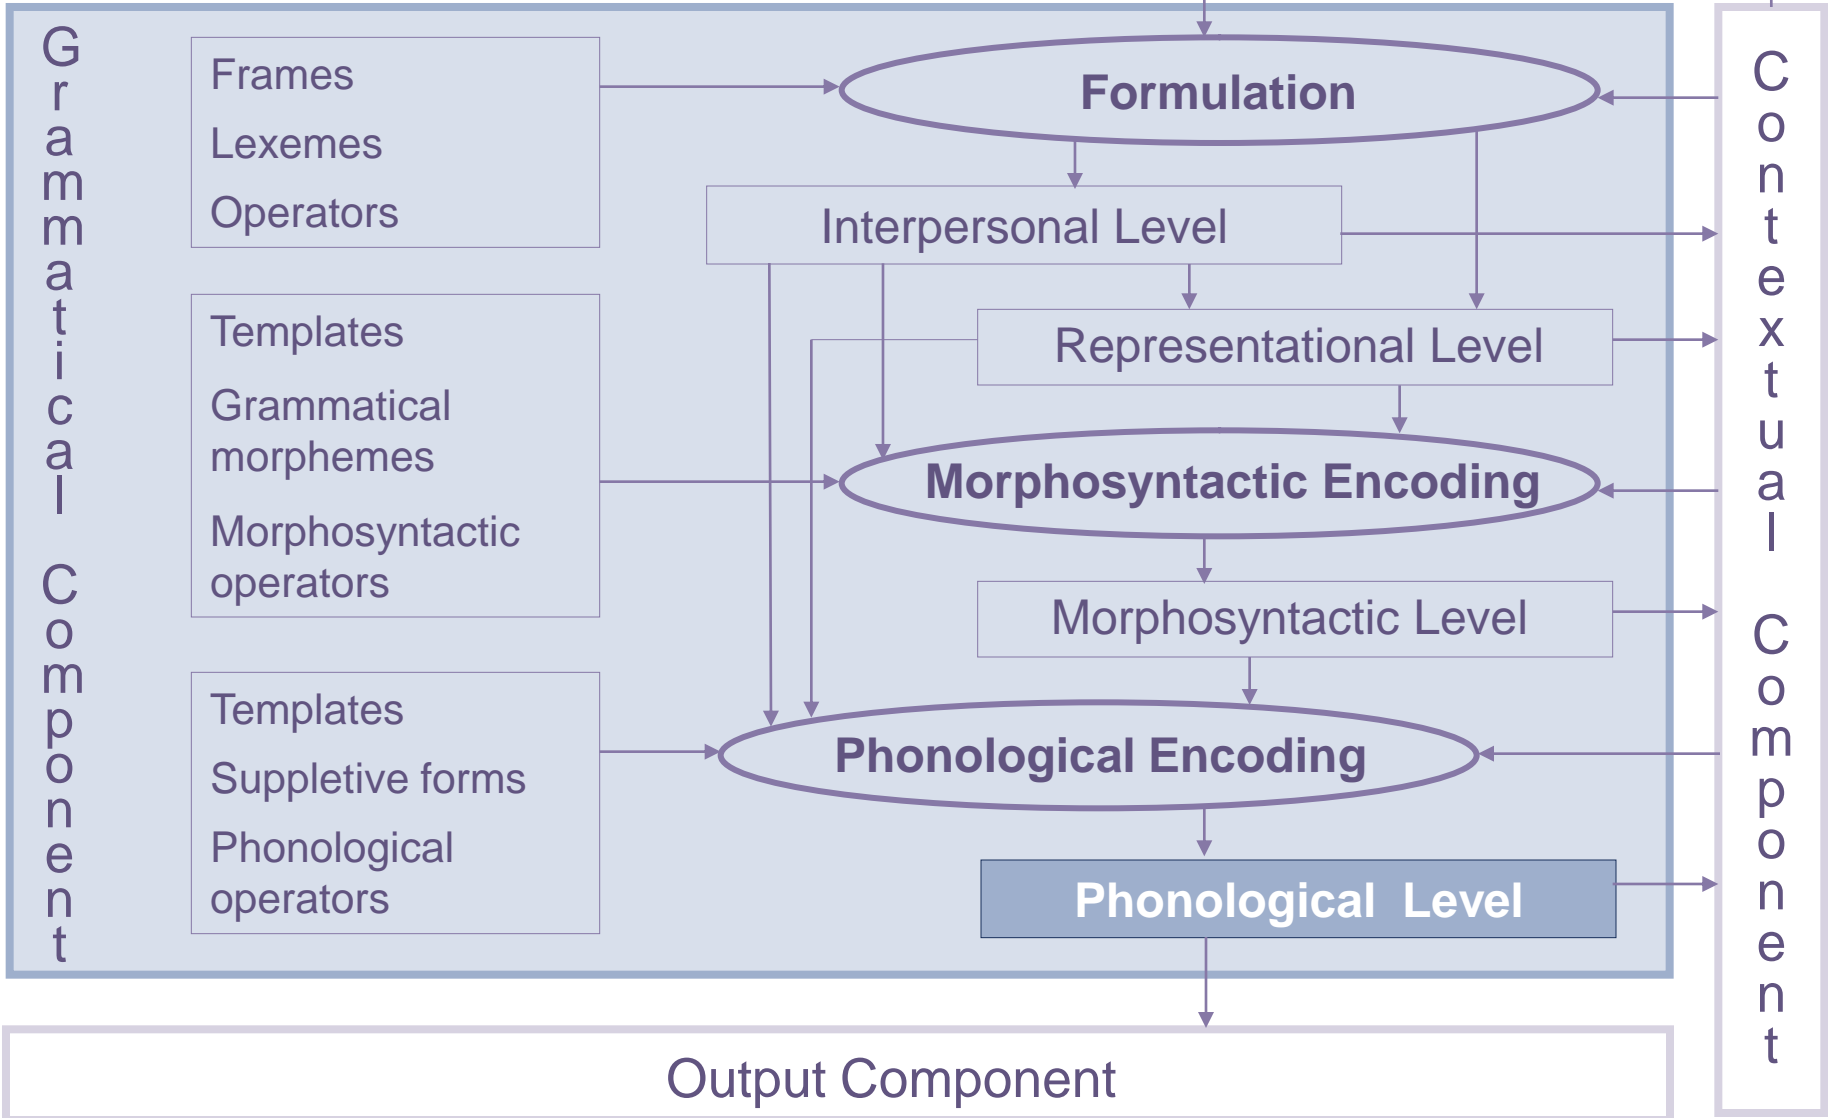 Grammatical Component
Frames
Lexemes
Operators
Formulation
Interpersonal Level
Representational Level
Templates
Grammatical
morphemes
Morphosyntactic
operators
Morphosyntactic Encoding
Morphosyntactic Level
Templates
Suppletive forms
Phonological
operators
Phonological Encoding
Phonological Level
Contextual Component
Output Component